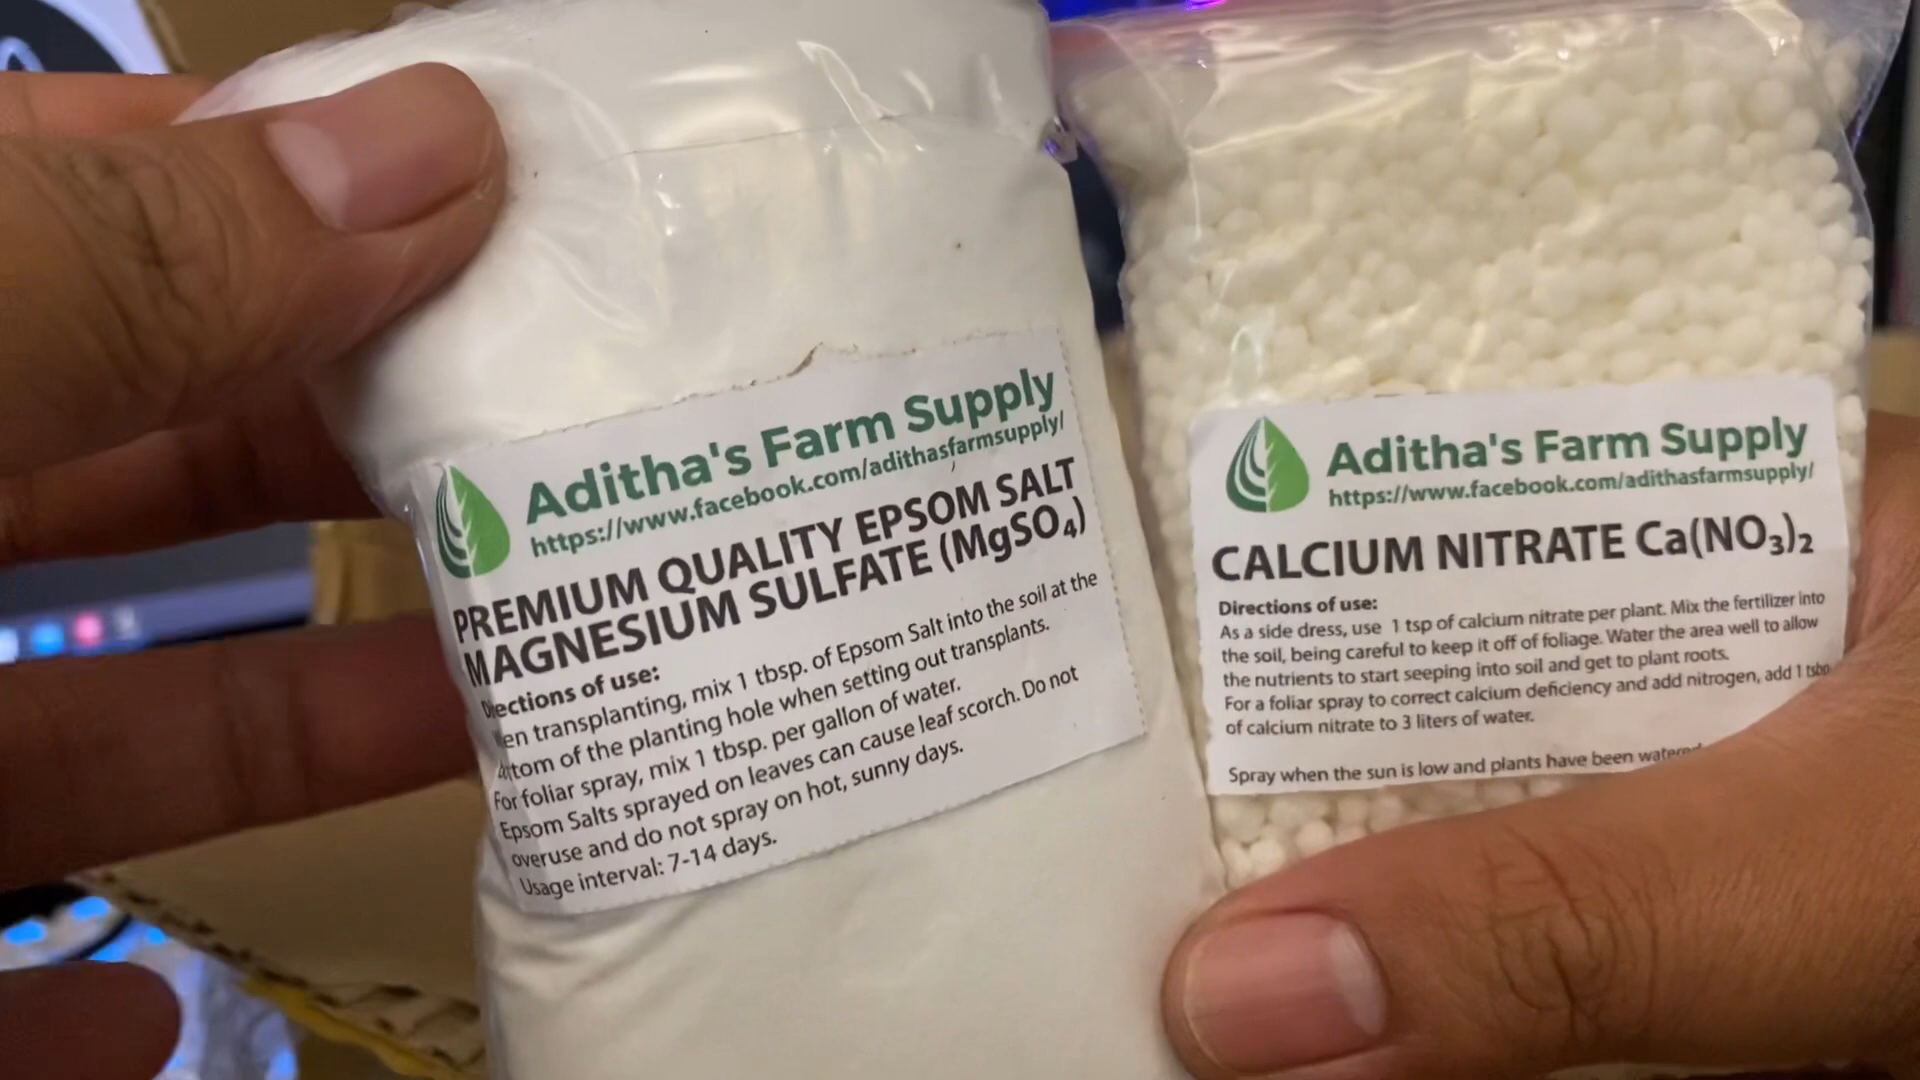 Aditha's Farm Supply
https://www.facebook.com/adithasfarmsupply/
PREMIUM QUALITY EPSOM SALT
MAGNESIUM SULFATE (MgSO₄)
of use:
transplanting, mix 1 tbsp. of Epsom Salt into the soil at the
of the planting hole when setting out transplants.
For foliar spray, mix 1 tbsp. per gallon of water.
Epsom Salts sprayed on leaves can cause leaf scorch. Do not
overuse and do not spray on hot, sunny days.
Usage interval: 7-14 days.
Aditha's Farm Supply
https://www.facebook.com/adithasfarmsupply/
CALCIUM NITRATE Ca(NO₃)₂
Directions of use:
As a side dress, use 1 tsp of calcium nitrate per plant. Mix the fertilizer into
the soil, being careful to keep it off of foliage. Water the area well to allow
the nutrients to start seeping into soil and get to plant roots.
For a foliar spray to correct calcium deficiency and add nitrogen, add 1
of calcium nitrate to 3 liters of water.
Spray when the sun is low and plants have been watered